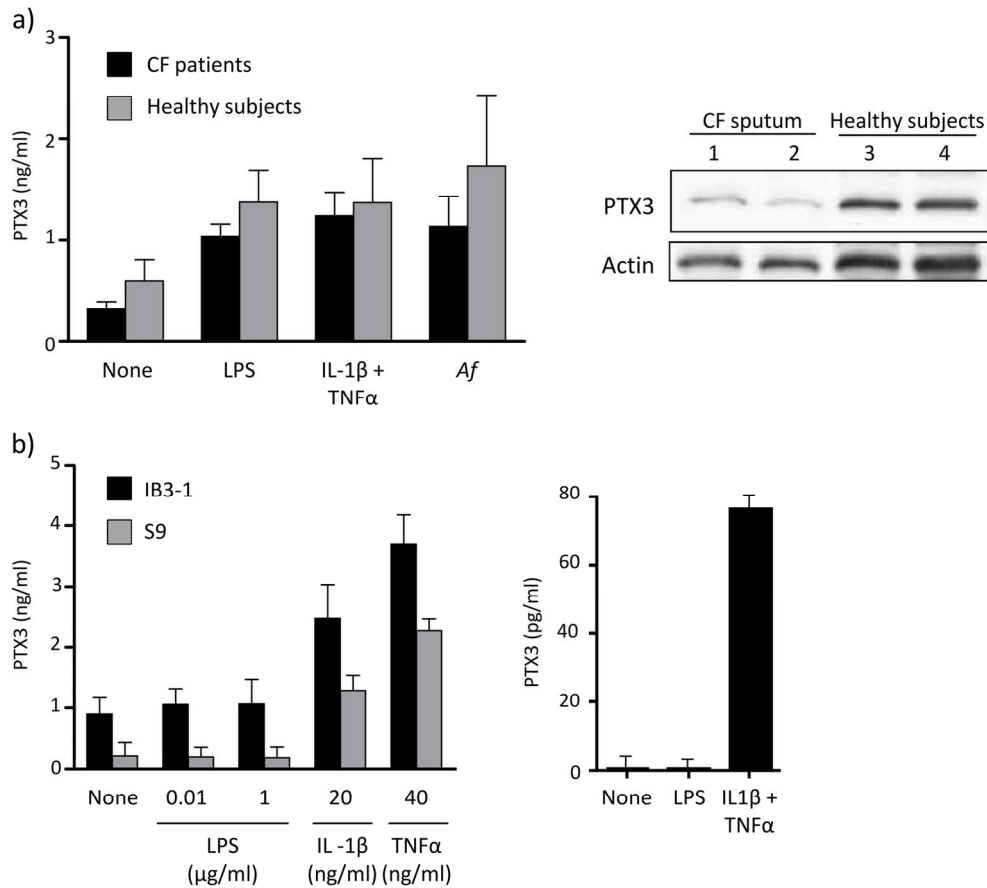 a)
3
2
1
0
PTX3 (ng/ml)
CF patients
Healthy subjects
None LPS IL-1β + TNFα Af
CF sputum Healthy subjects
1 2 3 4
PTX3
Actin
b)
5
4
3
2
1
0
PTX3 (ng/ml)
IB3-1
S9
None 0.01 1 20 40
LPS (µg/ml) IL -1β (ng/ml) TNFα (ng/ml)
80
60
40
20
0
PTX3 (pg/ml)
None LPS IL1β + TNFα